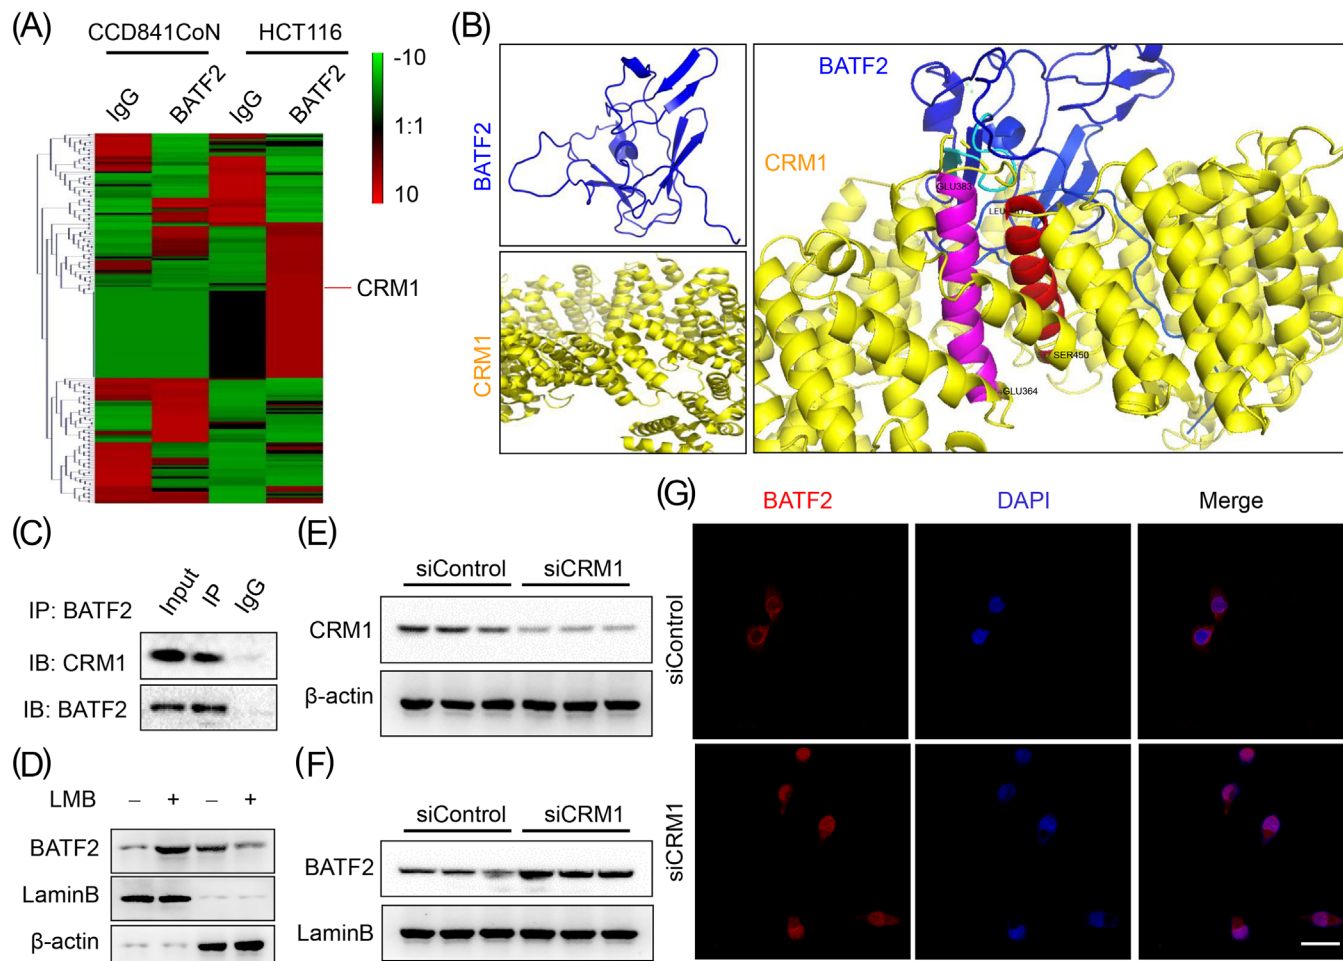 (A)
CCD841CoN HCT116
IgG BATF2 IgG BATF2
-10
1:1
10
CRM1
(B)
BATF2
CRM1
BATF2
CRM1
GLU383
SER450
GLU364
(C)
Input IP IgG
IP: BATF2
IB: CRM1
IB: BATF2
(D)
LMB – + – +
BATF2
LaminB
β-actin
(E)
siControl siCRM1
CRM1
β-actin
(F)
siControl siCRM1
BATF2
LaminB
(G)
BATF2 DAPI Merge
siControl
siCRM1